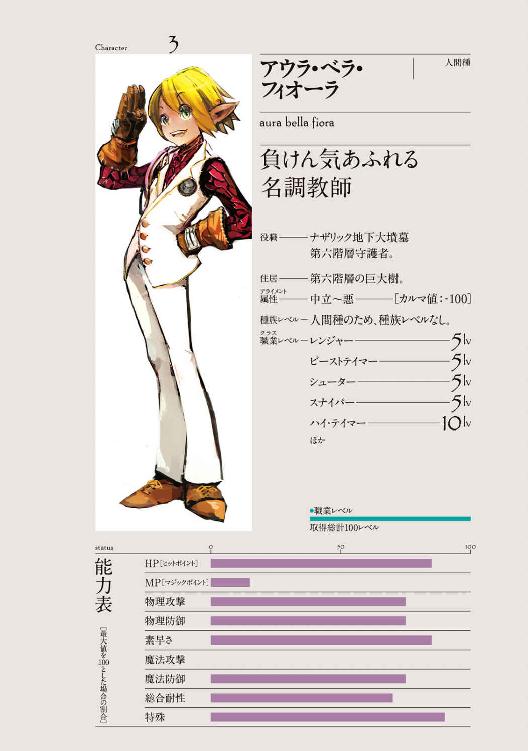 Character 3
アウラ・ベラ・
フィオーラ
人間種
aura bella fiora
負けん気あふれる
名調教師
役職 ナザリック地下大墳墓
第六階層守護者。
住居 第六階層の巨大樹。
アライメント
属性 中立～悪 [カルマ値:-100]
種族レベル 人間種のため、種族レベルなし。
クラス
職業レベル レンジャー 5lv
ビーストテイマー 5lv
シューター 5lv
スナイパー 5lv
ハイ・テイマー 10lv
ほか
●職業レベル
取得総計100レベル
status
0 50 100
能力表
[最大値を100とした場合の割合]
HP[ヒットポイント]
MP[マジックポイント]
物理攻撃
物理防御
素早さ
魔法攻撃
魔法防御
総合耐性
特殊